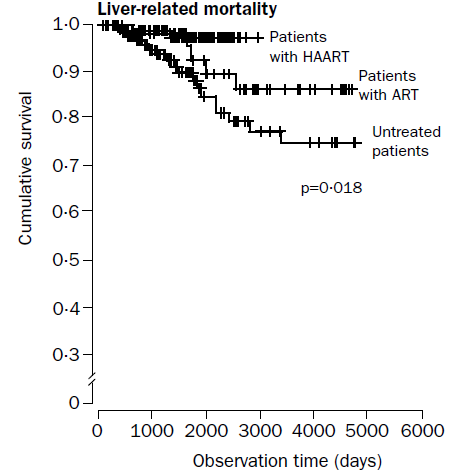 Liver-related mortality
1·0
0·9
0·8
0·7
0·6
0·5
0·4
0·3
0
Patients
with HAART
Patients
with ART
Untreated
patients
p=0·018
Cumulative survival
0 1000 2000 3000 4000 5000 6000
Observation time (days)